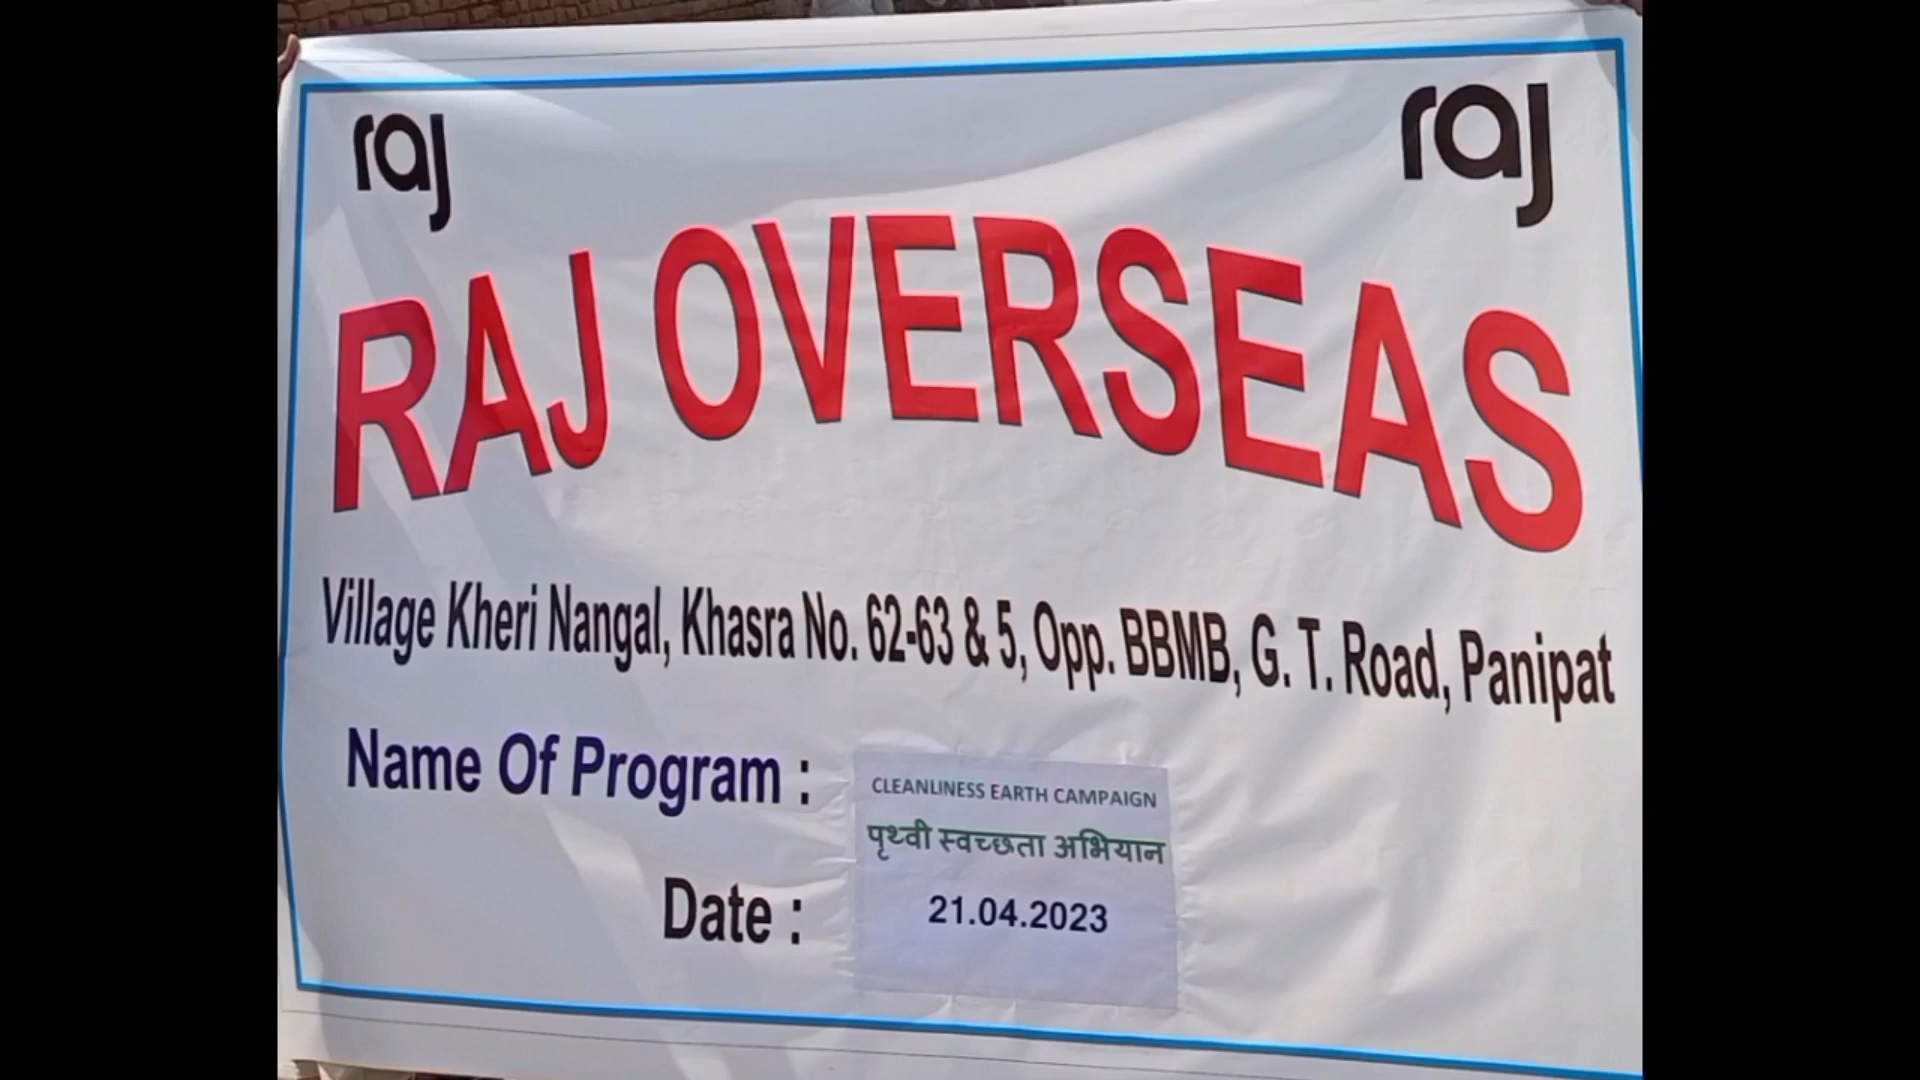 raj raj
RAJ OVERSEAS
Village Kheri Nangal, Khasra No. 62-63 & 5, Opp. BBMB, G. T. Road, Panipat
Name Of Program : CLEANLINESS EARTH CAMPAIGN
पृथ्वी स्वच्छता अभियान
Date : 21.04.2023